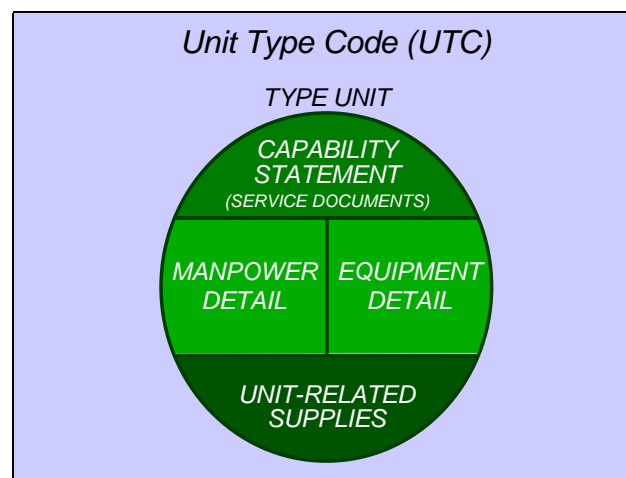 Unit Type Code (UTC)
TYPE UNIT
CAPABILITY
STATEMENT
(SERVICE DOCUMENTS)
MANPOWER
DETAIL
EQUIPMENT
DETAIL
UNIT-RELATED
SUPPLIES